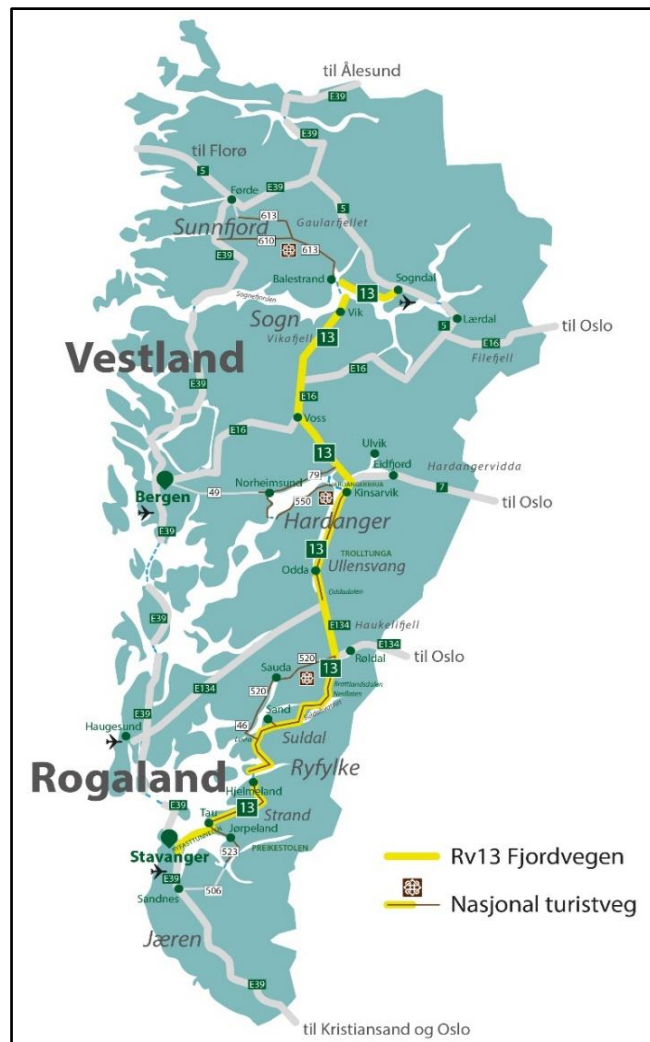 til Ålesund
E39
E39
til Florø
5
Førde
E39
5
613
Gaularfjellet
Sunnfjord
610
613
E39
Balestrand
Sogndal
13
Sognefjorden
Vik
Lærdal
Sogn
Vikafjell
5
til Oslo
13
E16
Filefjell
Vestland
E16
E39
E16
Voss
E16
13
Ulvik
79
Eidfjord
Hardangervidda
Norheimsund
Bergen
49
550
Kinsarvik
7
til Oslo
Hardanger
E39
13
TROLLTUNGA
Odda
Ullensvang
E134
Haukelifjell
E39
520
E134
til Oslo
13
Røldal
Sauda
E134
520
Brattlandsdalen
Nesflaten
Sand
46
Suldal
Haugesund
E39
Rogaland
Ryfylke
Hjelmeland
13
E39
Tau
Strand
Jørpeland
Stavanger
523
PREIKESTOLEN
E39
Sandnes
506
Jæren
E39
til Kristiansand og Oslo
Rv13 Fjordvegen
Nasjonal turistveg